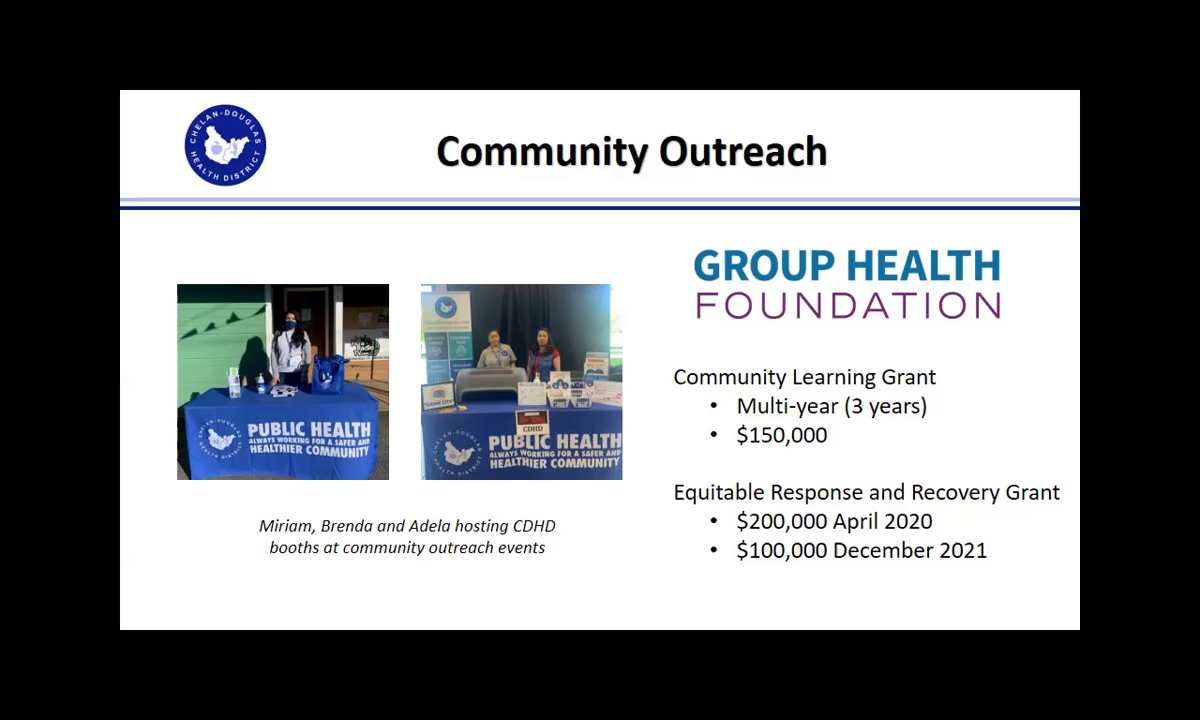 CHELAN-DOUGLAS
HEALTH DISTRICT
Community Outreach
GROUP HEALTH
FOUNDATION
PUBLIC HEALTH
ALWAYS WORKING FOR A SAFER AND
HEALTHIER COMMUNITY
CDHD
PUBLIC HEALTH
ALWAYS WORKING FOR A SAFER AND
HEALTHIER COMMUNITY
Miriam, Brenda and Adela hosting CDHD
booths at community outreach events
Community Learning Grant
• Multi-year (3 years)
• $150,000
Equitable Response and Recovery Grant
• $200,000 April 2020
• $100,000 December 2021